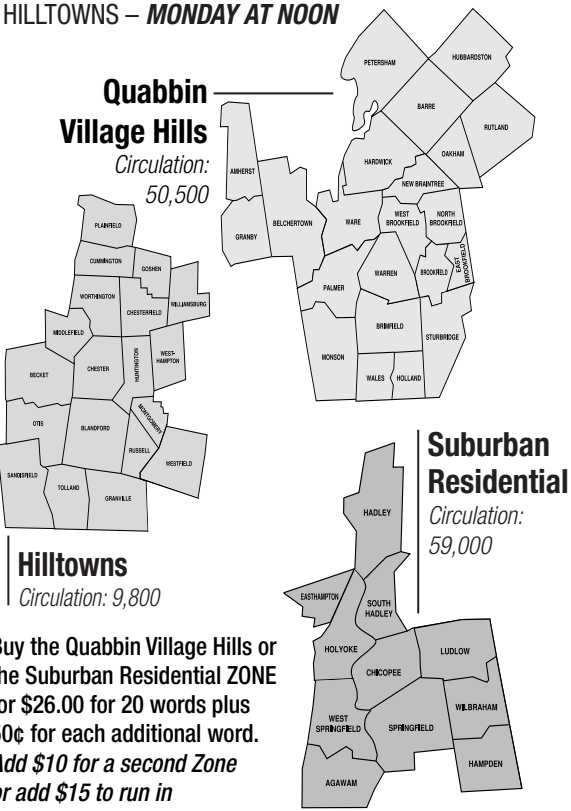 HILLTOWNS – MONDAY AT NOON
Quabbin
Village Hills
Circulation:
50,500
PETERSHAM
HUBBARDSTON
BARRE
RUTLAND
HARDWICK
OAKHAM
NEW BRAINTREE
AMHERST
GRANBY
BELCHERTOWN
WARE
WEST
BROOKFIELD
NORTH
BROOKFIELD
EAST
BROOKFIELD
BROOKFIELD
WARREN
PALMER
BRIMFIELD
STURBRIDGE
MONSON
WALES
HOLLAND
PLAINFIELD
CUMMINGTON
GOSHEN
WORTHINGTON
WILLIAMSBURG
CHESTERFIELD
MIDDLEFIELD
WEST-
HAMPTON
HUNTINGTON
CHESTER
BECKET
MONTGOMERY
OTIS
BLANDFORD
RUSSELL
WESTFIELD
SANDISFIELD
TOLLAND
GRANVILLE
Hilltowns
Circulation: 9,800
Suburban
Residential
Circulation:
59,000
HADLEY
EASTHAMPTON
SOUTH
HADLEY
HOLYOKE
CHICOPEE
LUDLOW
WEST
SPRINGFIELD
SPRINGFIELD
WILBRAHAM
HAMPDEN
AGAWAM
Buy the Quabbin Village Hills or
the Suburban Residential ZONE
for $26.00 for 20 words plus
50¢ for each additional word.
Add $10 for a second Zone
or add $15 to run in